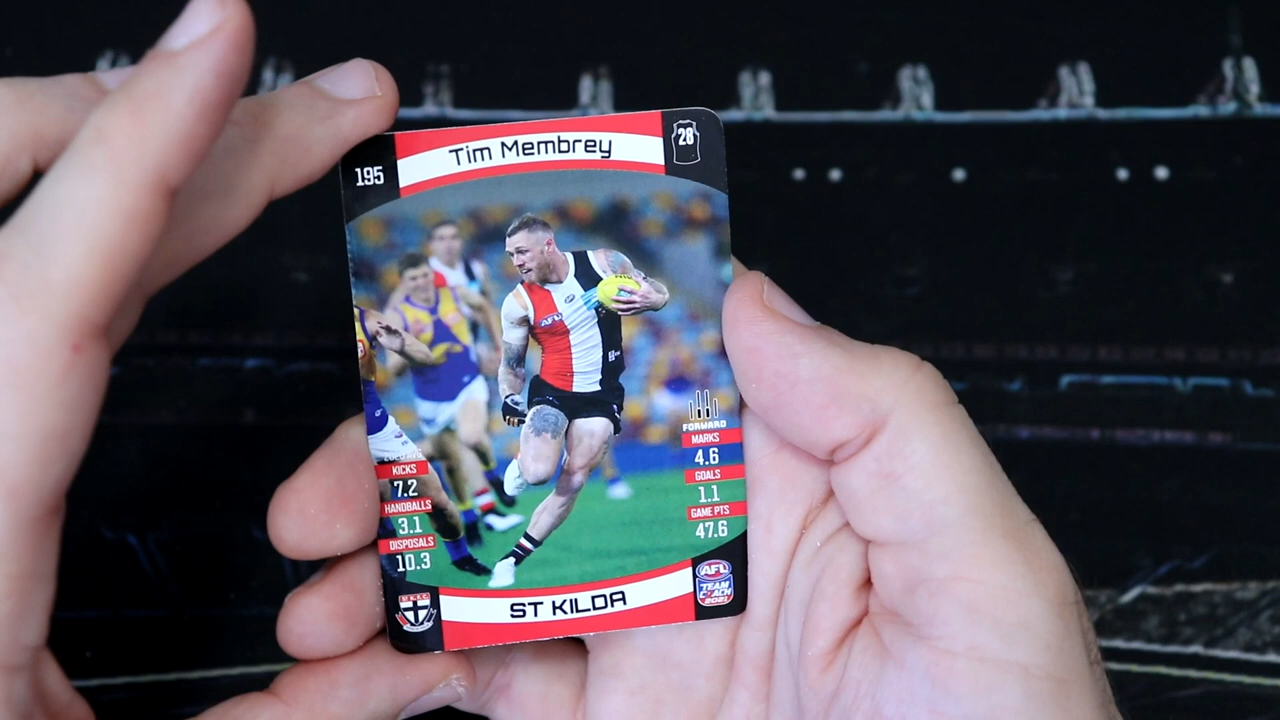 195
Tim Membrey
28
AFL
FORWARD
MARKS
4.6
GOALS
1.1
GAME PTS
47.6
KICKS
7.2
HANDBALLS
3.1
DISPOSALS
10.3
ST KILDA
AFL
TEAM
COACH
2021